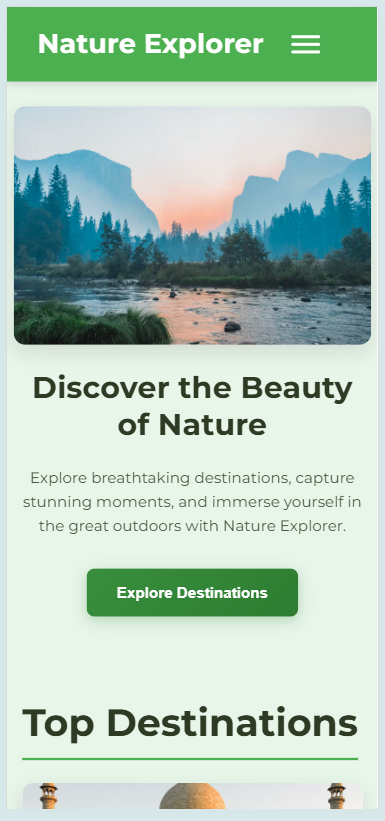 Nature Explorer
Discover the Beauty
of Nature
Explore breathtaking destinations, capture
stunning moments, and immerse yourself in
the great outdoors with Nature Explorer.
Explore Destinations
Top Destinations